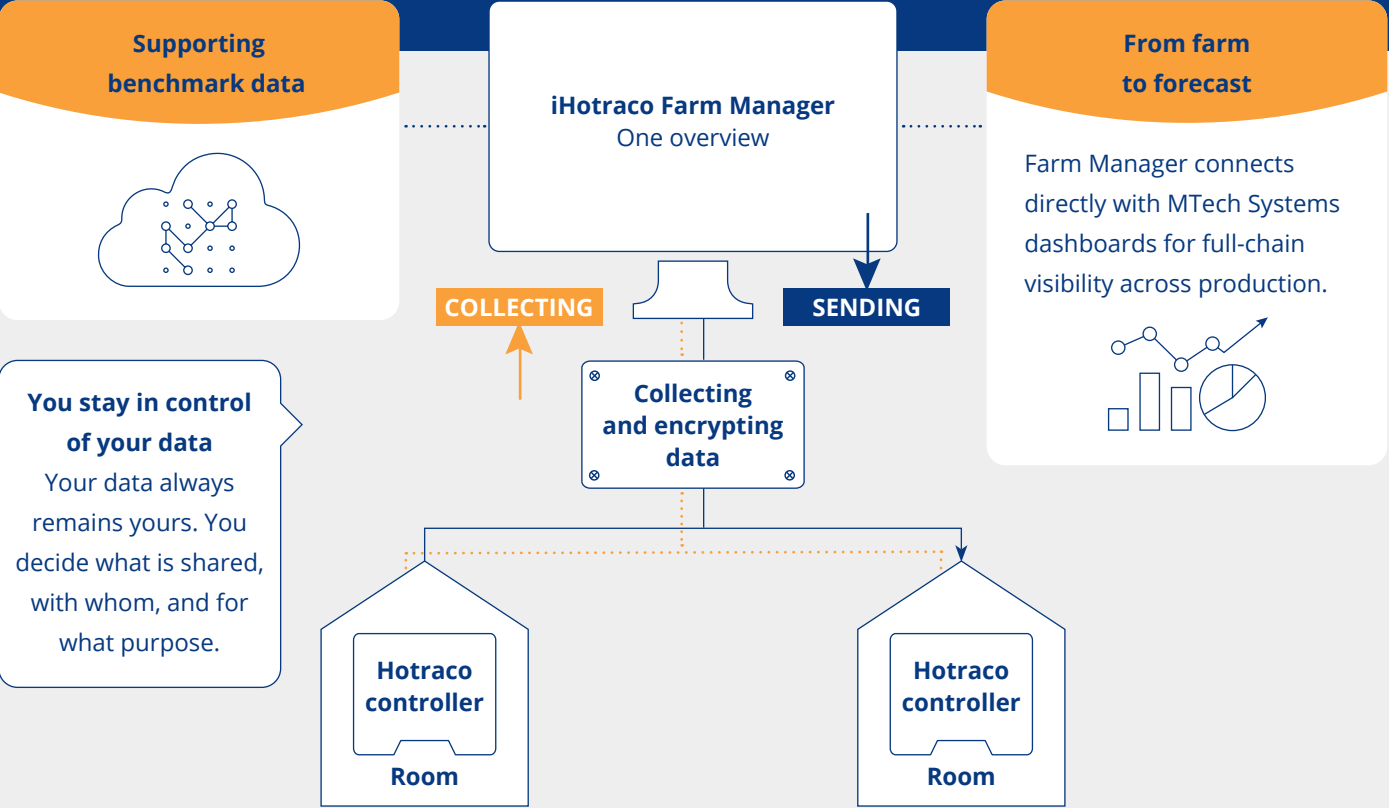 Supporting
benchmark data
iHotraco Farm Manager
One overview
From farm
to forecast
Farm Manager connects
directly with MTech Systems
dashboards for full-chain
visibility across production.
COLLECTING
SENDING
You stay in control
of your data
Your data always
remains yours. You
decide what is shared,
with whom, and for
what purpose.
Collecting
and encrypting
data
Hotraco
controller
Room
Hotraco
controller
Room